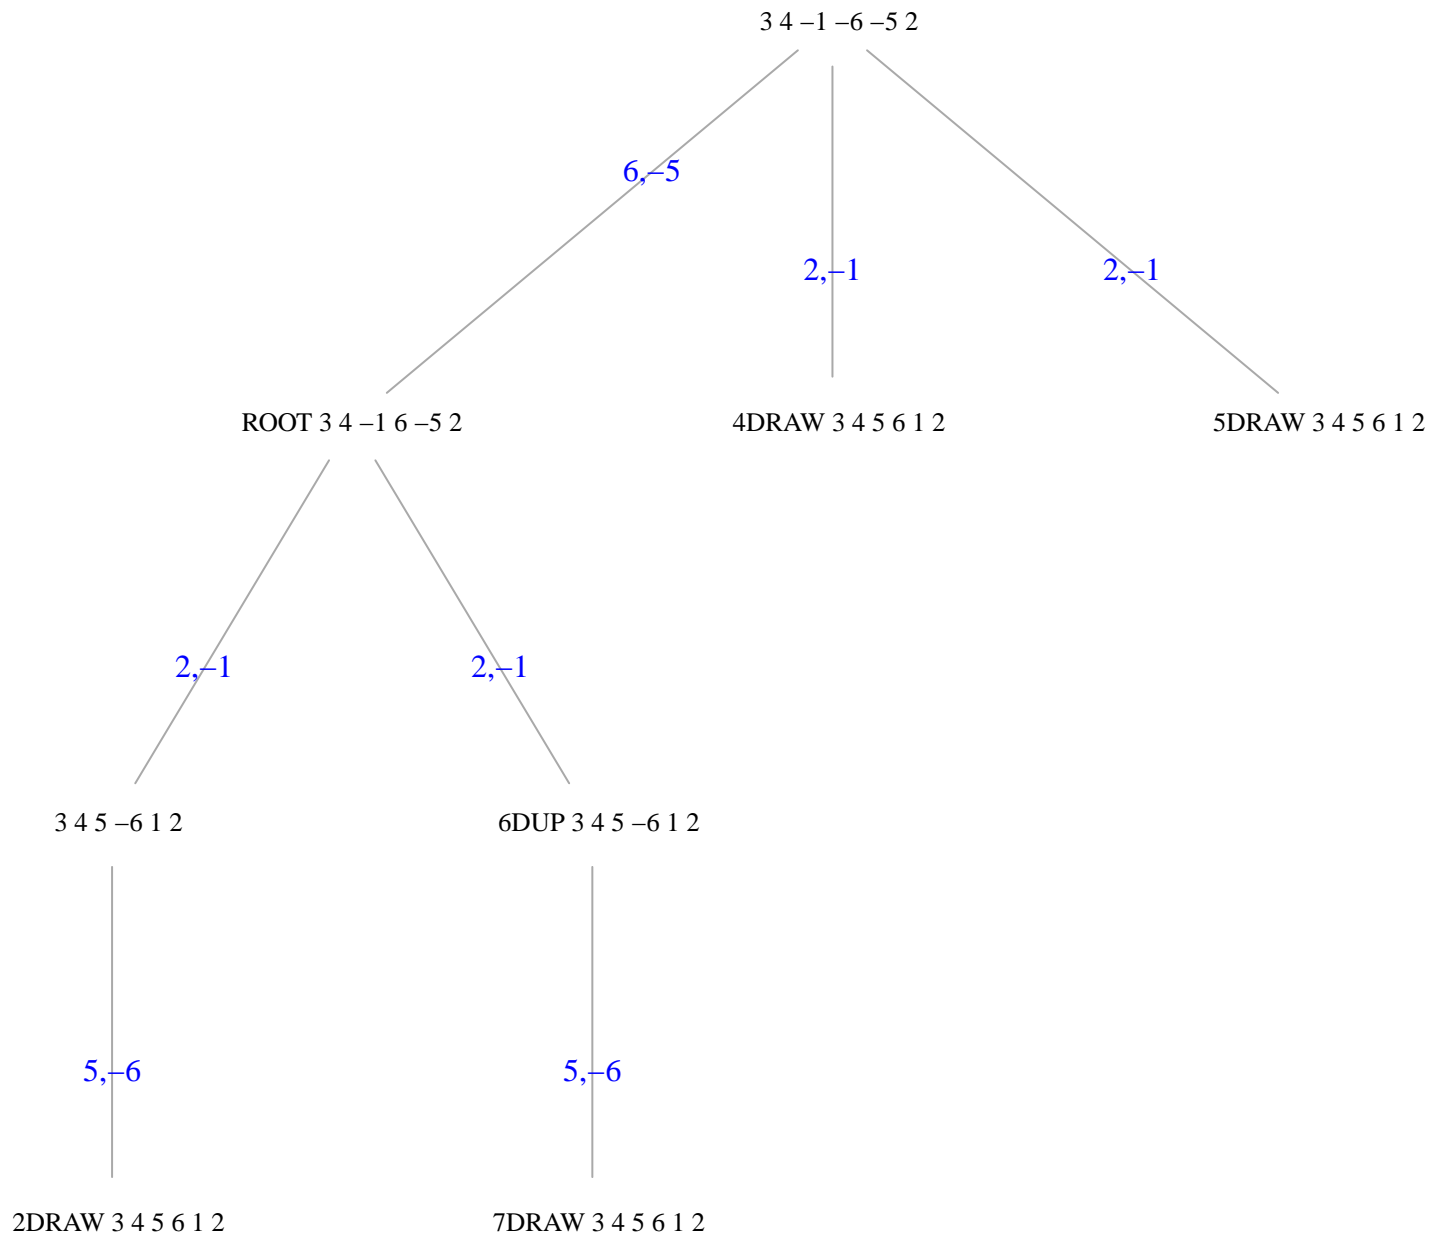 3 4 –1 –6 –5 2
6,–5
2,–1
2,–1
ROOT 3 4 –1 6 –5 2
4DRAW 3 4 5 6 1 2
5DRAW 3 4 5 6 1 2
2,–1
2,–1
3 4 5 –6 1 2
6DUP 3 4 5 –6 1 2
5,–6
5,–6
2DRAW 3 4 5 6 1 2
7DRAW 3 4 5 6 1 2